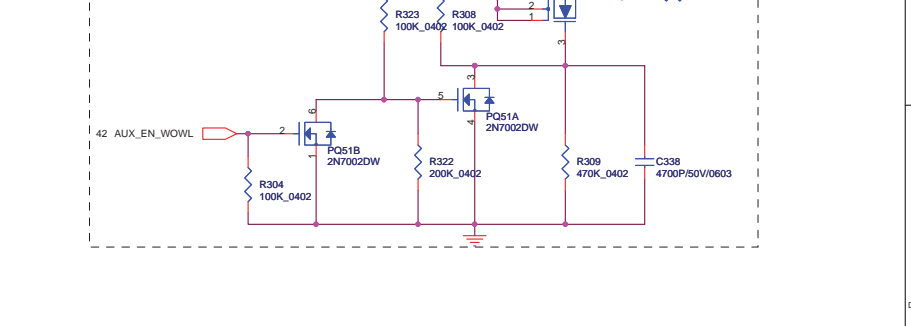 R323
100K_0402
R308
100K_0402
2
1
3
3
5
PQ51A
2N7002DW
4
6
42 AUX_EN_WOWL
2
PQ51B
2N7002DW
1
R304
100K_0402
R322
200K_0402
R309
470K_0402
C338
4700P/50V/0603